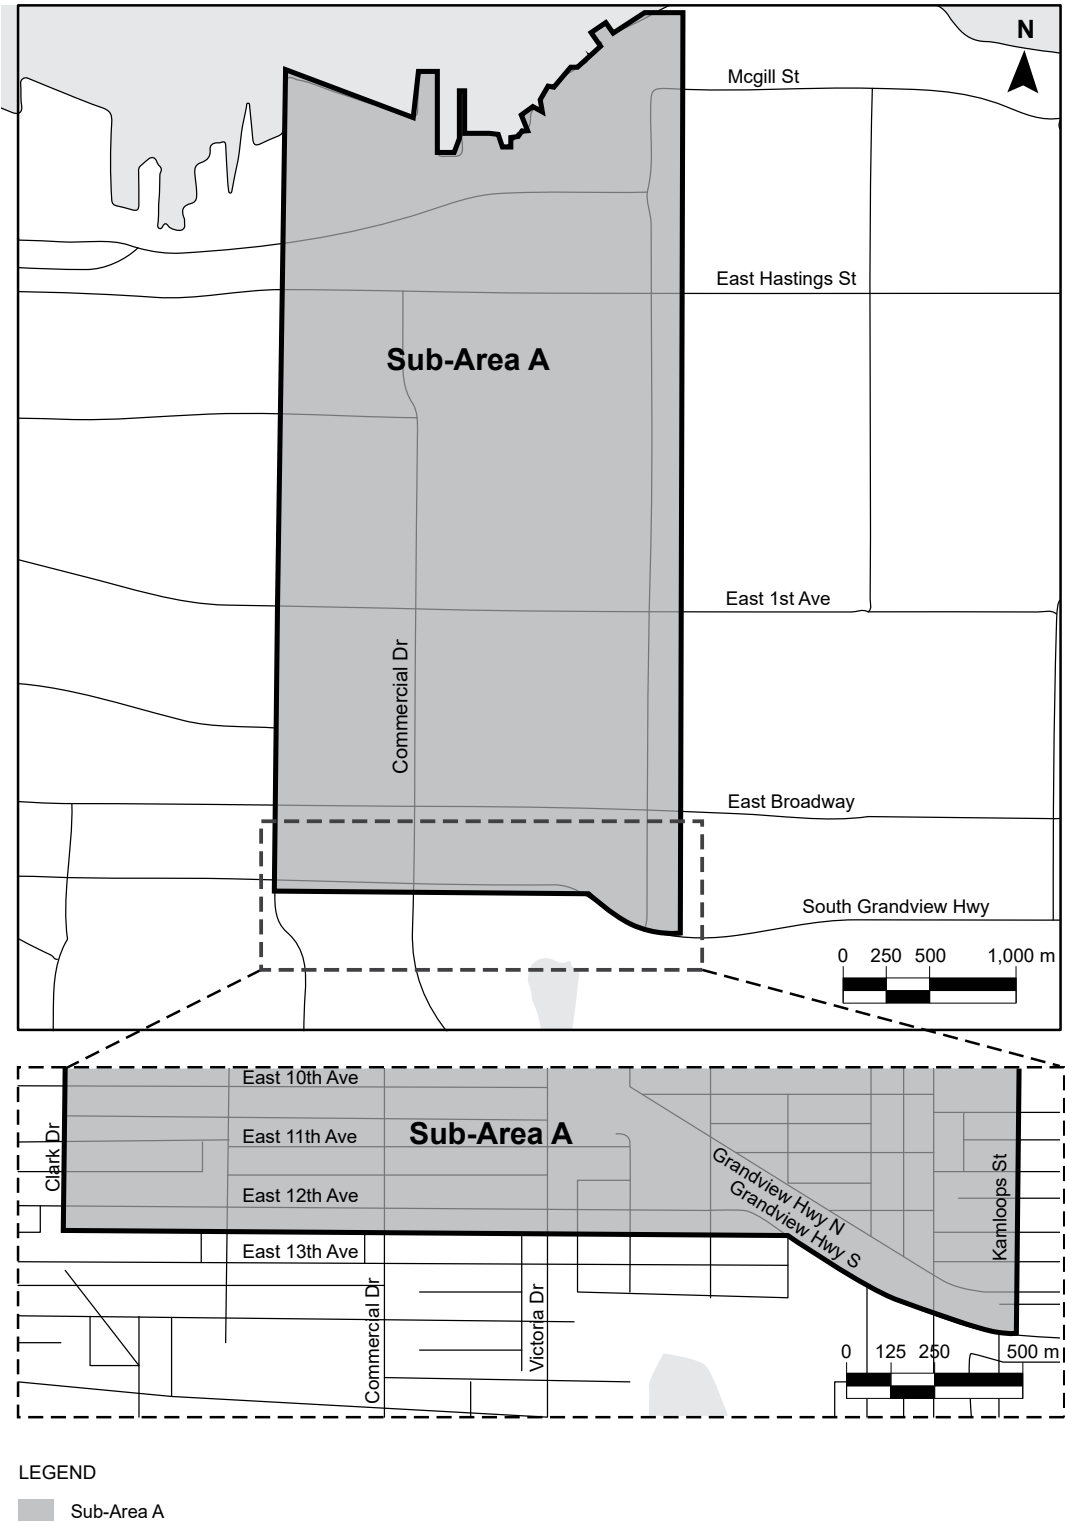 N
Mcgill St
East Hastings St
Sub-Area A
East 1st Ave
Commercial Dr
East Broadway
South Grandview Hwy
0 250 500 1,000 m
East 10th Ave
East 11th Ave
Sub-Area A
Clark Dr
East 12th Ave
Grandview Hwy N
Grandview Hwy S
Kamloops St
East 13th Ave
Commercial Dr
Victoria Dr
0 125 250 500 m
LEGEND
Sub-Area A